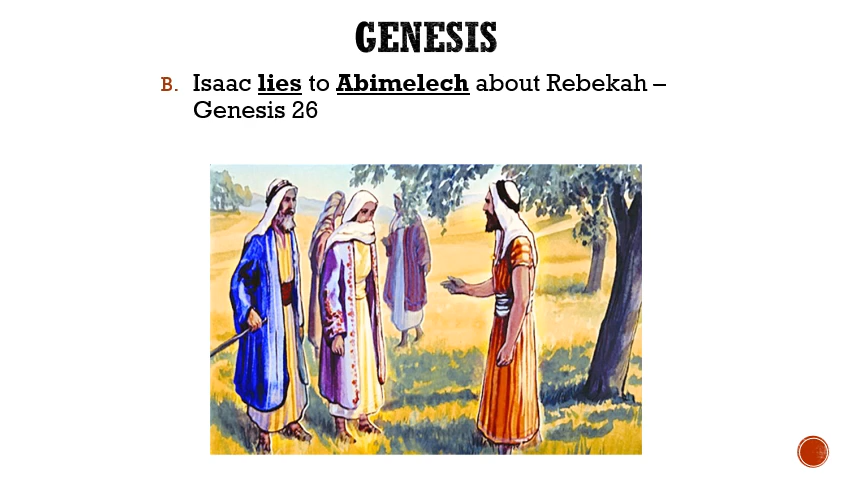 GENESIS
B. Isaac lies to Abimelech about Rebekah –
Genesis 26